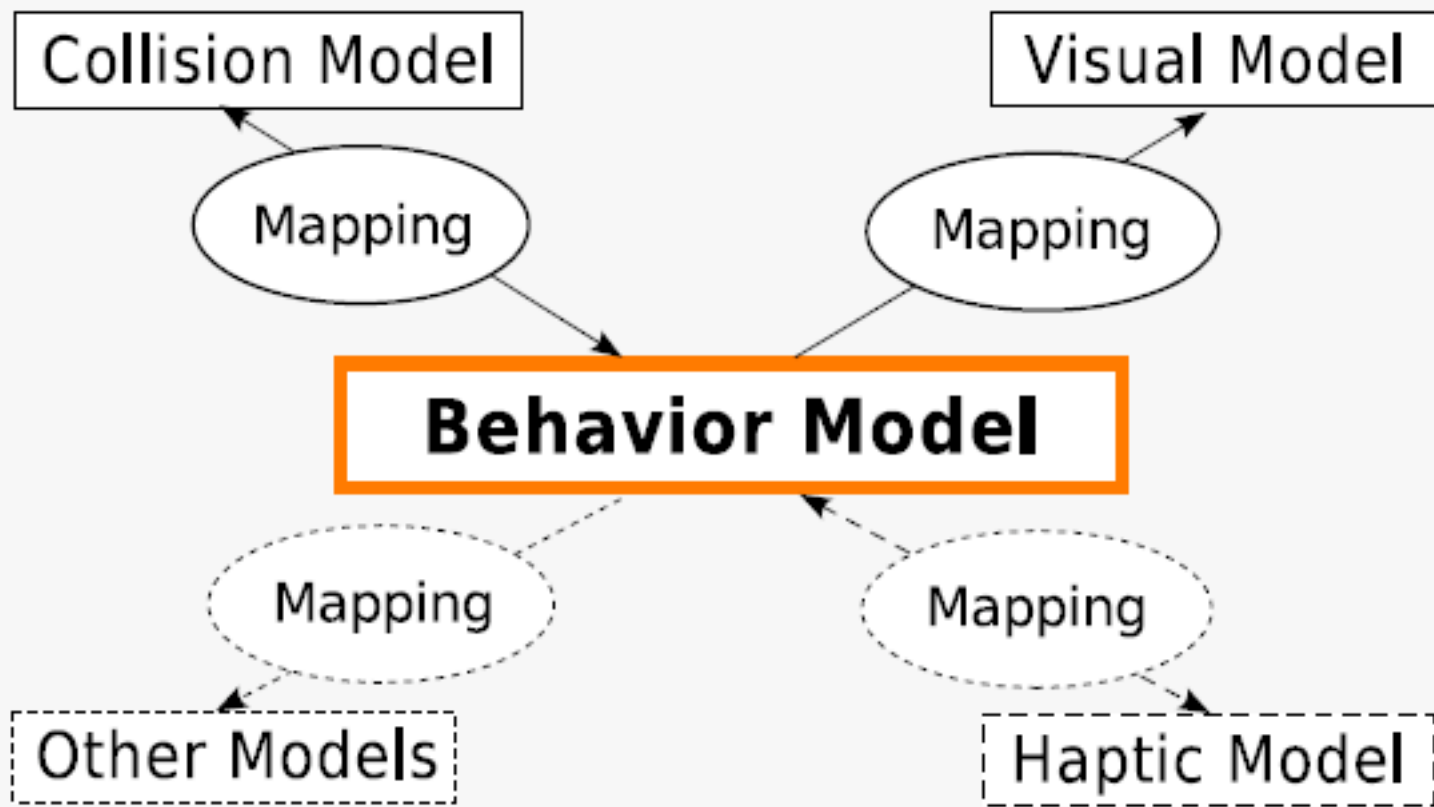 Collision Model
Visual Model
Mapping
Mapping
Behavior Model
Mapping
Mapping
Other Models
Haptic Model